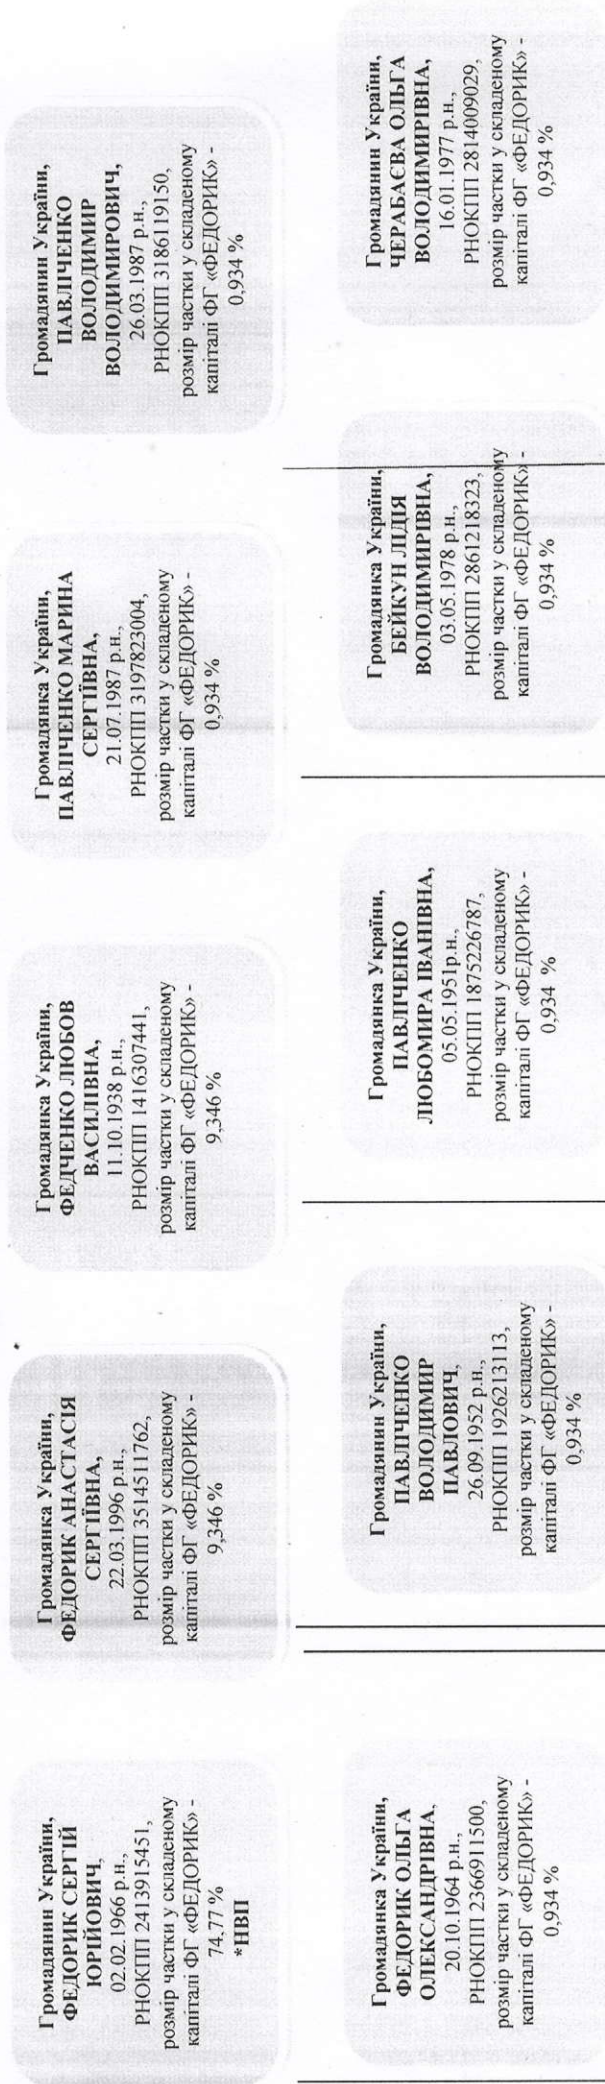 Громадянин України,
ФЕДОРИК СЕРГІЙ
ЮРІЙОВИЧ,
02.02.1966 р.н.,
РНОКПП 2413915451,
розмір частки у складеному
капіталі ФГ «ФЕДОРИК» -
74,77 %
*НВП
Громадянка України,
ФЕДОРИК АНАСТАСІЯ
СЕРГІЇВНА,
22.03.1996 р.н.,
РНОКПП 3514511762,
розмір частки у складеному
капіталі ФГ «ФЕДОРИК» -
9,346 %
Громадянка України,
ФЕДЧЕНКО ЛЮБОВ
ВАСИЛІВНА,
11.10.1938 р.н.,
РНОКПП 1416307441,
розмір частки у складеному
капіталі ФГ «ФЕДОРИК» -
9,346 %
Громадянка України,
ПАВЛІЧЕНКО МАРИНА
СЕРГІЇВНА,
21.07.1987 р.н.,
РНОКПП 3197823004,
розмір частки у складеному
капіталі ФГ «ФЕДОРИК» -
0,934 %
Громадянин України,
ПАВЛІЧЕНКО
ВОЛОДИМИР
ВОЛОДИМИРОВИЧ,
26.03.1987 р.н.,
РНОКПП 3186119150,
розмір частки у складеному
капіталі ФГ «ФЕДОРИК» -
0,934 %
Громадянка України,
ФЕДОРИК ОЛЬГА
ОЛЕКСАНДРІВНА,
20.10.1964 р.н.,
РНОКПП 2366911500,
розмір частки у складеному
капіталі ФГ «ФЕДОРИК» -
0,934 %
Громадянин України,
ПАВЛІЧЕНКО
ВОЛОДИМИР
ПАВЛОВИЧ,
26.09.1952 р.н.,
РНОКПП 1926213113,
розмір частки у складеному
капіталі ФГ «ФЕДОРИК» -
0,934 %
Громадянка України,
ПАВЛІЧЕНКО
ЛЮБОМИРА ІВАНІВНА,
05.05.1951р.н.,
РНОКПП 1875226787,
розмір частки у складеному
капіталі ФГ «ФЕДОРИК» -
0,934 %
Громадянка України,
БЕЙКУН ЛІДІЯ
ВОЛОДИМИРІВНА,
03.05.1978 р.н.,
РНОКПП 2861218323,
розмір частки у складеному
капіталі ФГ «ФЕДОРИК» -
0,934 %
Громадянин України,
ЧЕРАБАЄВА ОЛЬГА
ВОЛОДИМИРІВНА,
16.01.1977 р.н.,
РНОКПП 2814009029,
розмір частки у складеному
капіталі ФГ «ФЕДОРИК» -
0,934 %